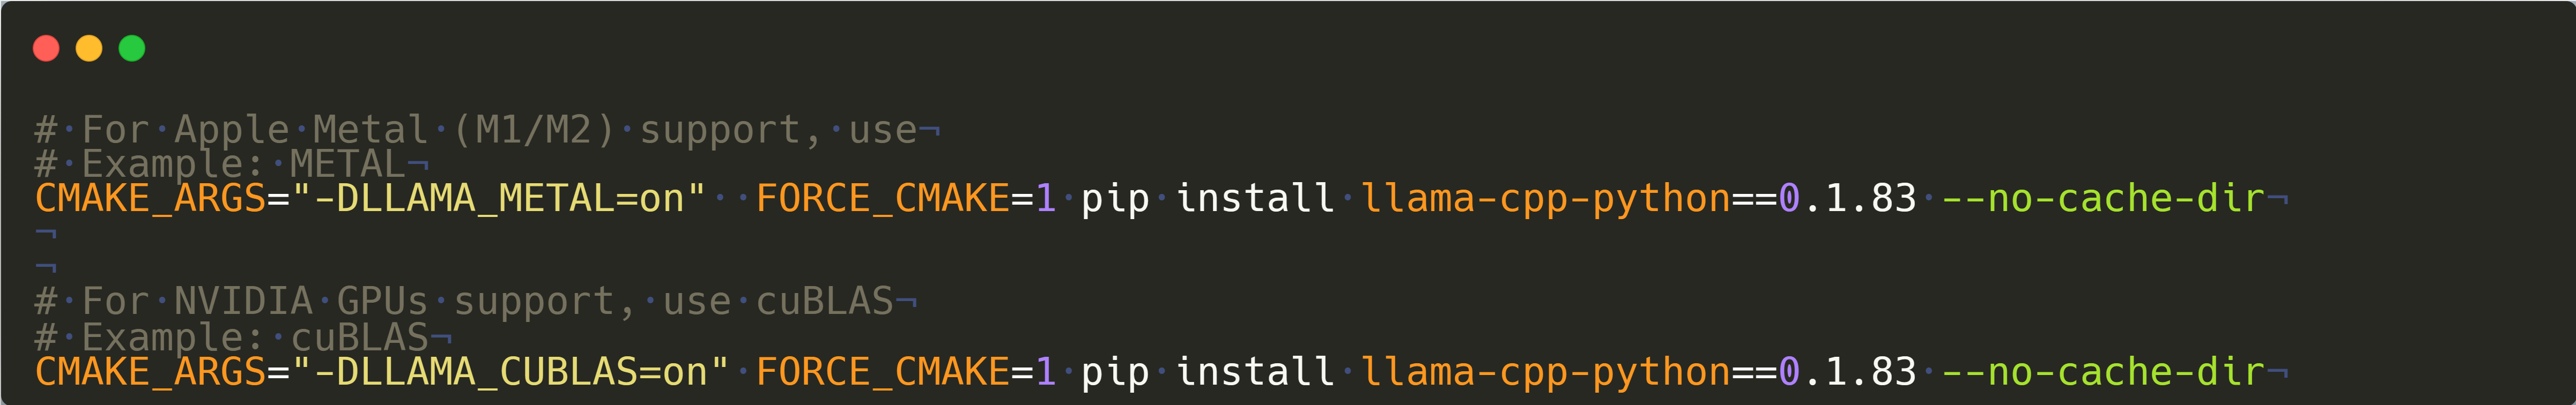 # For Apple Metal (M1/M2) support, use
# Example: METAL
CMAKE_ARGS="-DLLAMA_METAL=on"  FORCE_CMAKE=1 pip install llama-cpp-python==0.1.83 --no-cache-dir


# For NVIDIA GPUs support, use cuBLAS
# Example: cuBLAS
CMAKE_ARGS="-DLLAMA_CUBLAS=on" FORCE_CMAKE=1 pip install llama-cpp-python==0.1.83 --no-cache-dir